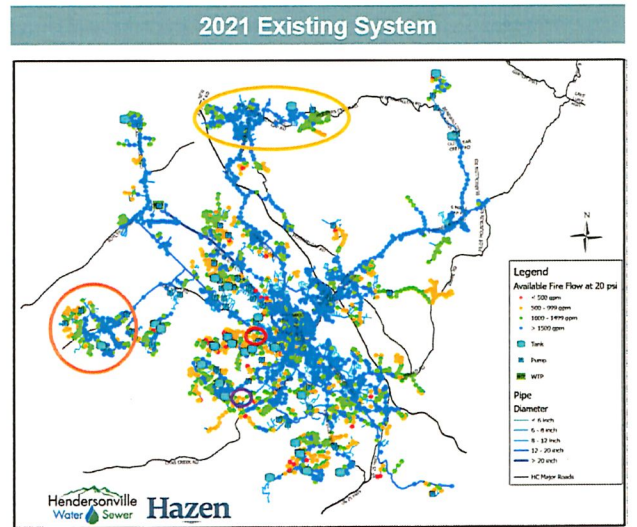 2021 Existing System
N
Legend
Available Fire Flow at 20 psi
< 500 gpm
500 - 999 gpm
1000 - 1499 gpm
> 1500 gpm
Tank
Pump
WTP
Pipe
Diameter
< 6 inch
6 - 8 inch
8 - 12 inch
12 - 20 inch
> 20 inch
HC Major Roads
Hendersonville
Water Sewer
Hazen